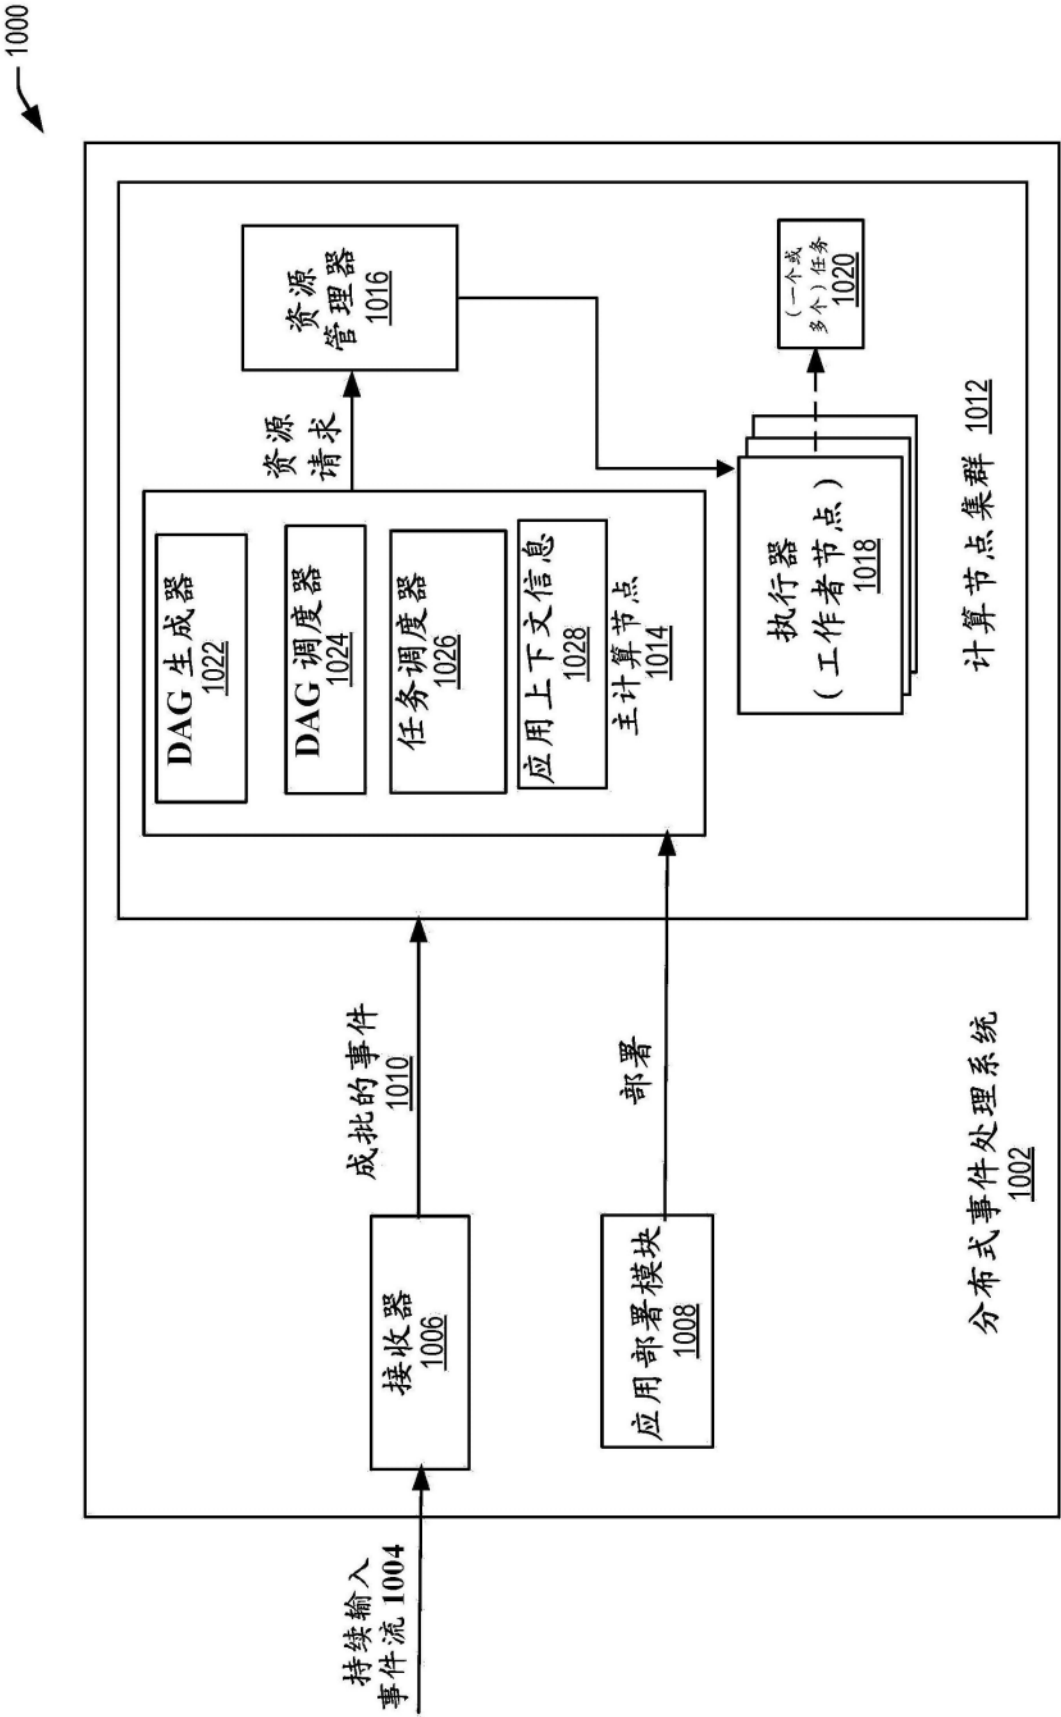 1000
持续输入
事件流 1004
接收器
1006
成批的事件
1010
应用部署模块
1008
部署
DAG 生成器
1022
DAG 调度器
1024
任务调度器
1026
应用上下文信息
1028
主计算节点
1014
资源
请求
资源
管理器
1016
执行器
（工作者节点）
1018
（一个或
多个）任务
1020
计算节点集群 1012
分布式事件处理系统
1002